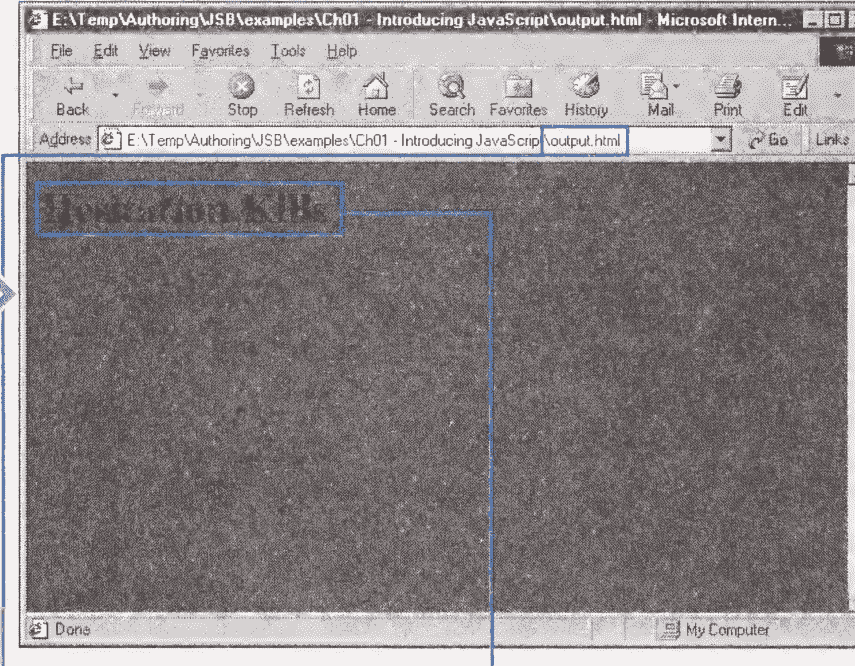 E:\Temp\Authoring\JSB\examples\Ch01 - Introducing JavaScript\output.html - Microsoft Intern...
File Edit View Favorites Tools Help
Back Forward Stop Refresh Home Search Favorites History Mail Print Edit
Address E:\Temp\Authoring\JSB\examples\Ch01 - Introducing JavaScrip\output.html Go Links
Hesitation Kills
Done My Computer